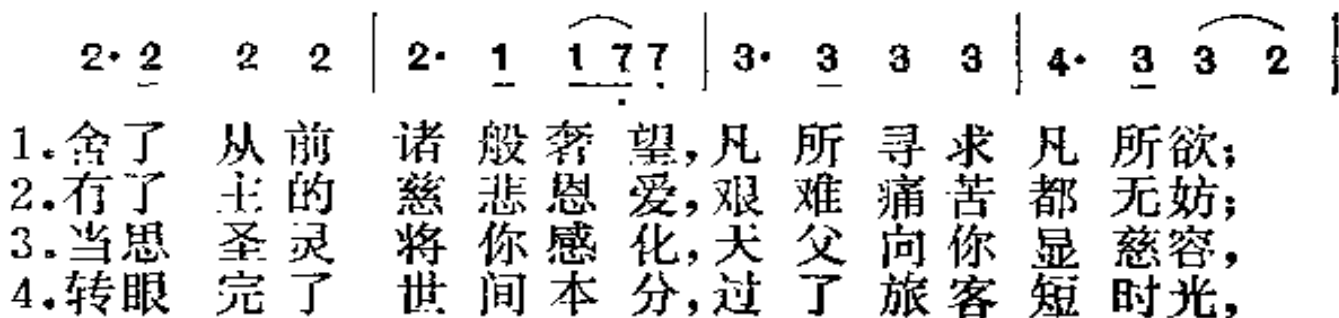 2· 2 2 2 | 2· 1 1 7 7 | 3· 3 3 3 | 4· 3 3 2 |
1.舍了 从前 诸般奢望,凡所寻求凡所欲;
2.有了 主的 慈悲恩爱,艰难痛苦都无妨;
3.当思 圣灵 将你感化,天父向你显慈容,
4.转眼 完了 世间本分,过了旅客短时光,